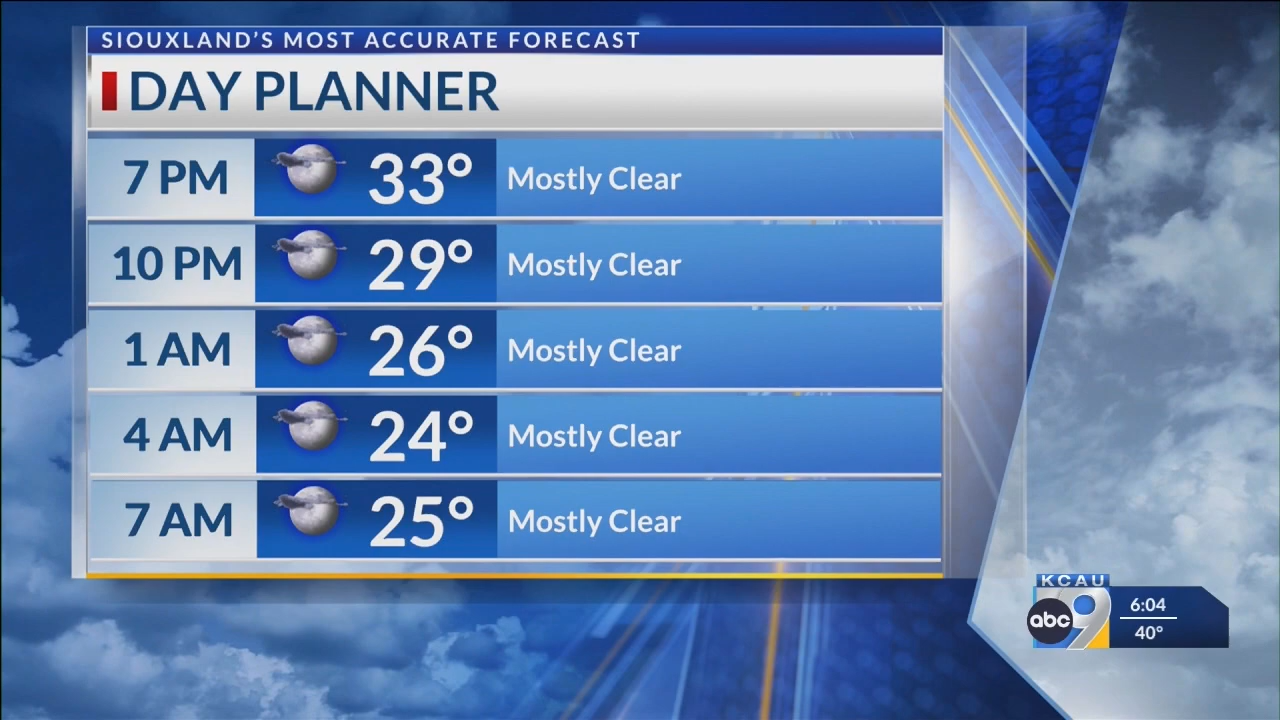 SIOUXLAND'S MOST ACCURATE FORECAST
DAY PLANNER
7 PM 33° Mostly Clear
10 PM 29° Mostly Clear
1 AM 26° Mostly Clear
4 AM 24° Mostly Clear
7 AM 25° Mostly Clear
KCAU
abc 9
6:04
40°